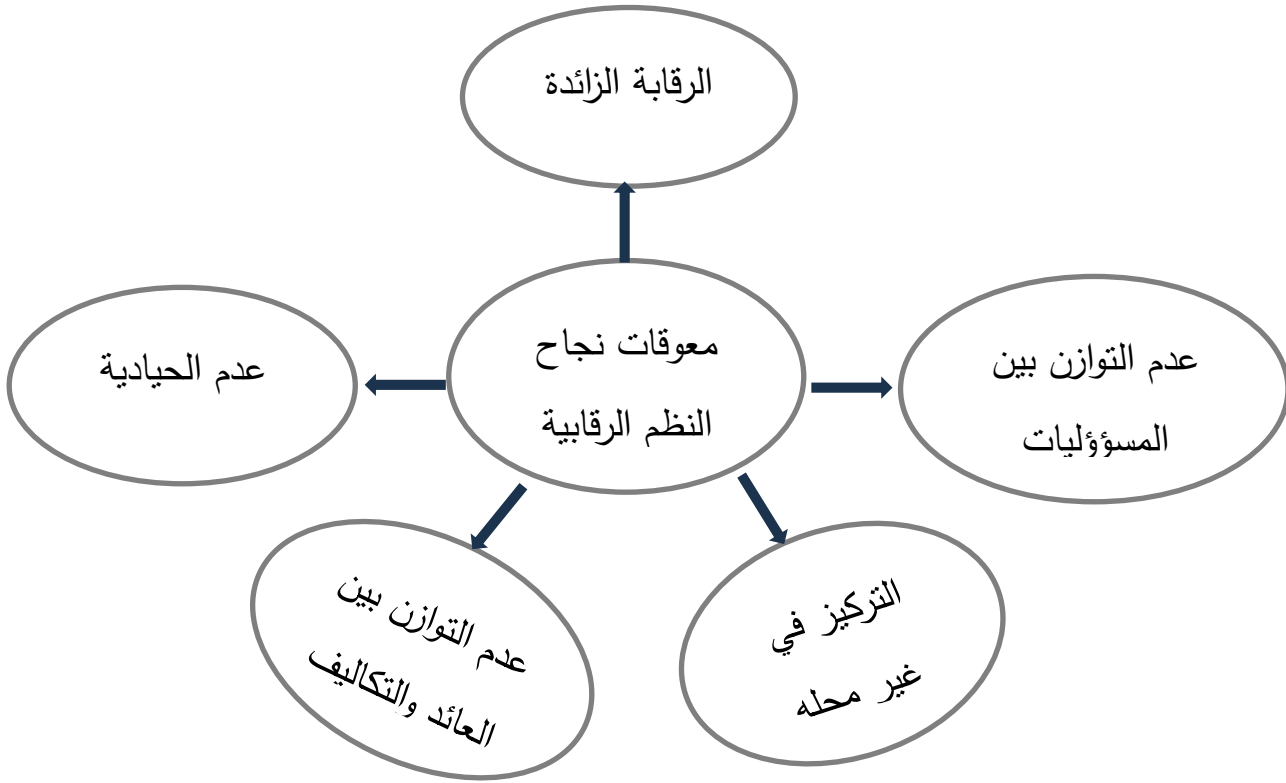 الرقابة الزائدة
معوقات نجاح
النظم الرقابية
عدم التوازن بين
المسؤوليات
عدم الحيادية
التركيز في
غير محله
عدم التوازن بين
العائد والتكاليف